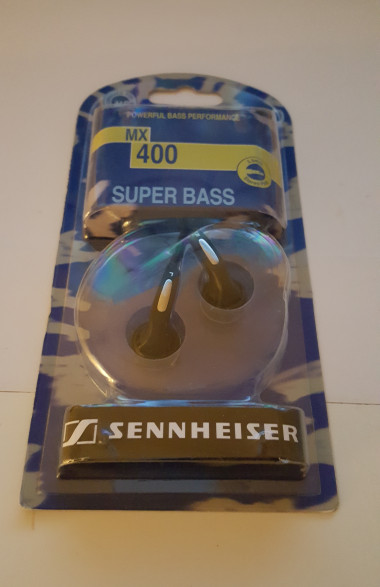 POWERFUL BASS PERFORMANCE
MX
400
SUPER BASS
SENNHEISER